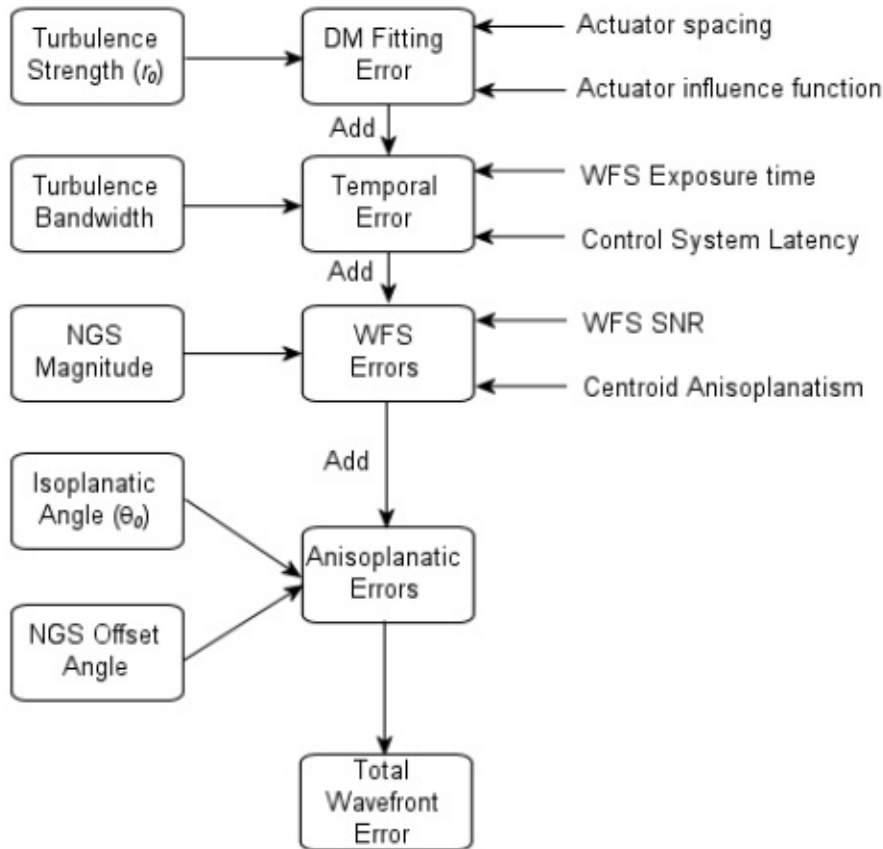 Turbulence
Strength (r₀)
DM Fitting
Error
Actuator spacing
Actuator influence function
Add
Turbulence
Bandwidth
Temporal
Error
WFS Exposure time
Control System Latency
Add
NGS
Magnitude
WFS
Errors
WFS SNR
Centroid Anisoplanatism
Add
Isoplanatic
Angle (θ₀)
Anisoplanatic
Errors
NGS Offset
Angle
Total
Wavefront
Error